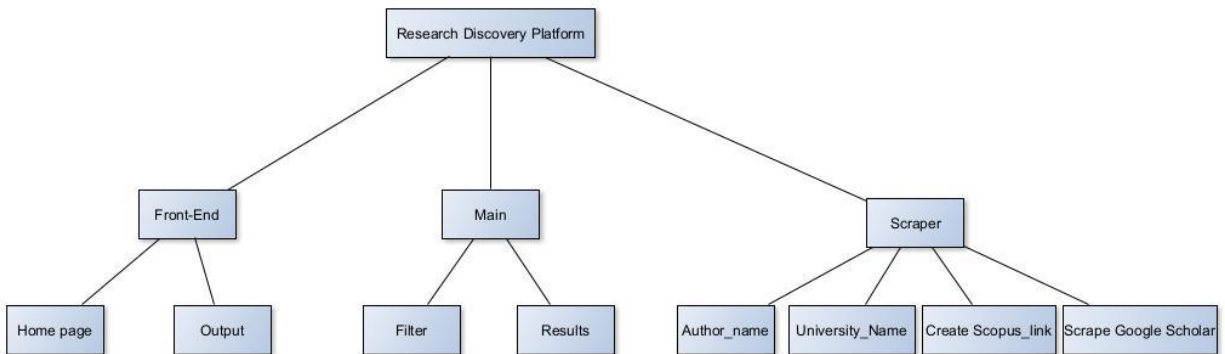 Research Discovery Platform
Front-End
Main
Scraper
Home page
Output
Filter
Results
Author_name
University_Name
Create Scopus_link
Scrape Google Scholar